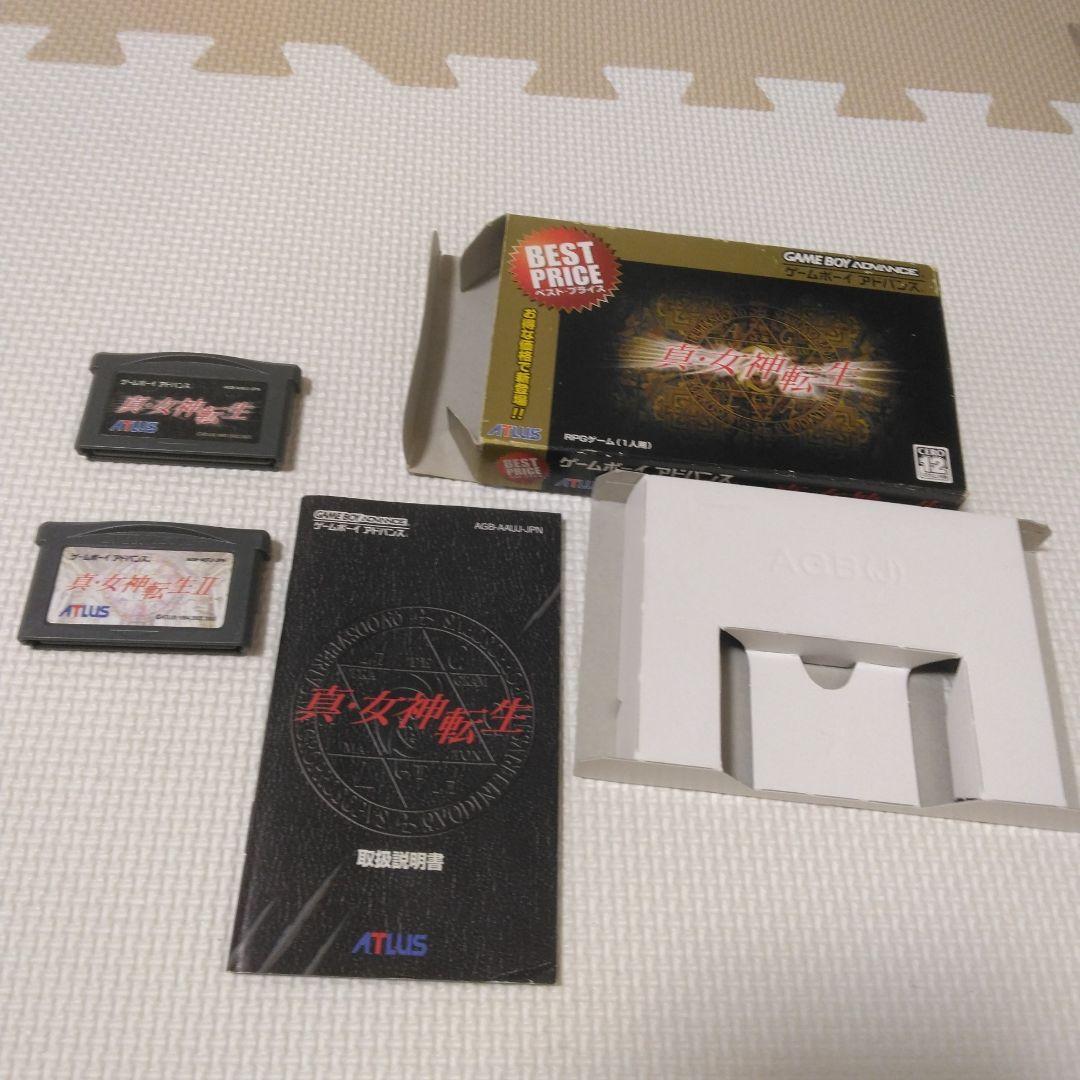 BEST
PRICE
ベスト・プライス
お得な価格で新登場!!
GAME BOY ADVANCE
ゲームボーイ アドバンス
真・女神転生
ATLUS
RPGゲーム(1人用)
CERO
12
BEST
PRICE
ゲームボーイ アドバンス
ゲームボーイ アドバンス
真・女神転生
ATLUS
ゲームボーイ アドバンス
真・女神転生II
ATLUS
GAME BOY ADVANCE
ゲームボーイ アドバンス
AGB-AAUJ-JPN
真・女神転生
取扱説明書
ATLUS
AGB(J)